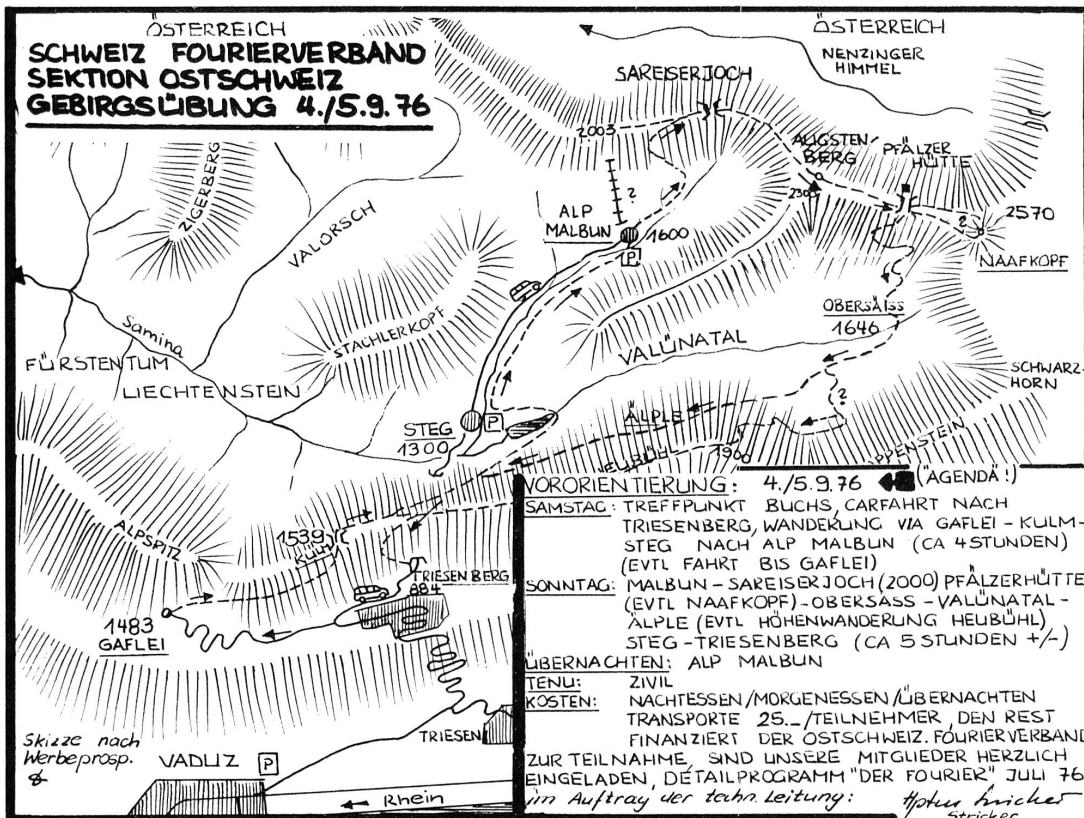 ÖSTERREICH
SCHWEIZ FOURIERVERBAND
SEKTION OSTSCHWEIZ
GEBIRGSÜBUNG 4./5.9.76
ÖSTERREICH
NENZINGER
HIMMEL
SAREISERJOCH
2003
AUGSTEN
BERG
2300
PFÄLZER
HÜTTE
?
2570
NAAFKOPF
ZIGERBERG
VALORSCH
?
ALP
MALBUN
1600
P
OBERSÄSS
1646
STACHLERKOPF
VALÜNATAL
Samina
FÜRSTENTUM
LIECHTENSTEIN
SCHWARZ-
HORN
STEG
1300
P
ÄLPLE
?
HEUBÜHL
1900
PPENSTEIN
ALPSPITZ
1539
KULM
TRIESENBERG
884
1483
GAFLEI
Skizze nach
Werbeprosp.
VADUZ
P
TRIESEN
Rhein
VORORIENTIERUNG: 4./5.9.76 ("AGENDA"!)
SAMSTAG: TREFFPUNKT BUCHS, CARFAHRT NACH
TRIESENBERG, WANDERUNG VIA GAFLEI - KULM-
STEG NACH ALP MALBUN (CA 4 STUNDEN)
(EVTL FAHRT BIS GAFLEI)
SONNTAG: MALBUN - SAREISERJOCH (2000) PFÄLZERHÜTTE
(EVTL NAAFKOPF) - OBERSASS - VALÜNATAL -
ÄLPLE (EVTL HÖHENWANDERUNG HEUBÜHL)
STEG - TRIESENBERG (CA 5 STUNDEN +/-)
ÜBERNACHTEN: ALP MALBUN
TENU: ZIVIL
KOSTEN: NACHTESSEN/MORGENESSEN/ÜBERNACHTEN
TRANSPORTE 25.-/TEILNEHMER, DEN REST
FINANZIERT DER OSTSCHWEIZ. FOURIERVERBAND
ZUR TEILNAHME SIND UNSERE MITGLIEDER HERZLICH
EINGELADEN, DETAILPROGRAMM "DER FOURIER" JULI 76
im Auftrag der techn. Leitung:
Stricker